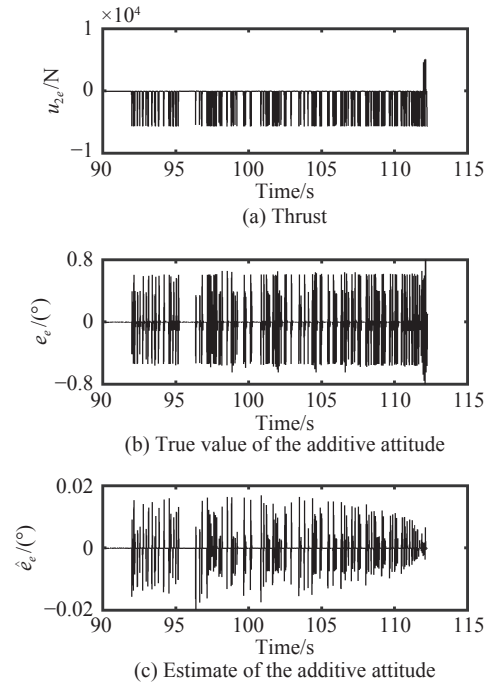 ×10⁴
1
0
−1
u₂ₑ/N
90 95 100 105 110 115
Time/s
(a) Thrust
0.8
0
−0.8
eₑ/(°)
90 95 100 105 110 115
Time/s
(b) True value of the additive attitude
0.02
0
−0.02
êₑ/(°)
90 95 100 105 110 115
Time/s
(c) Estimate of the additive attitude